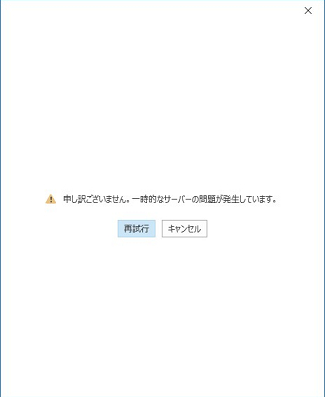 申し訳ございません。一時的なサーバーの問題が発生しています。
再試行
キャンセル